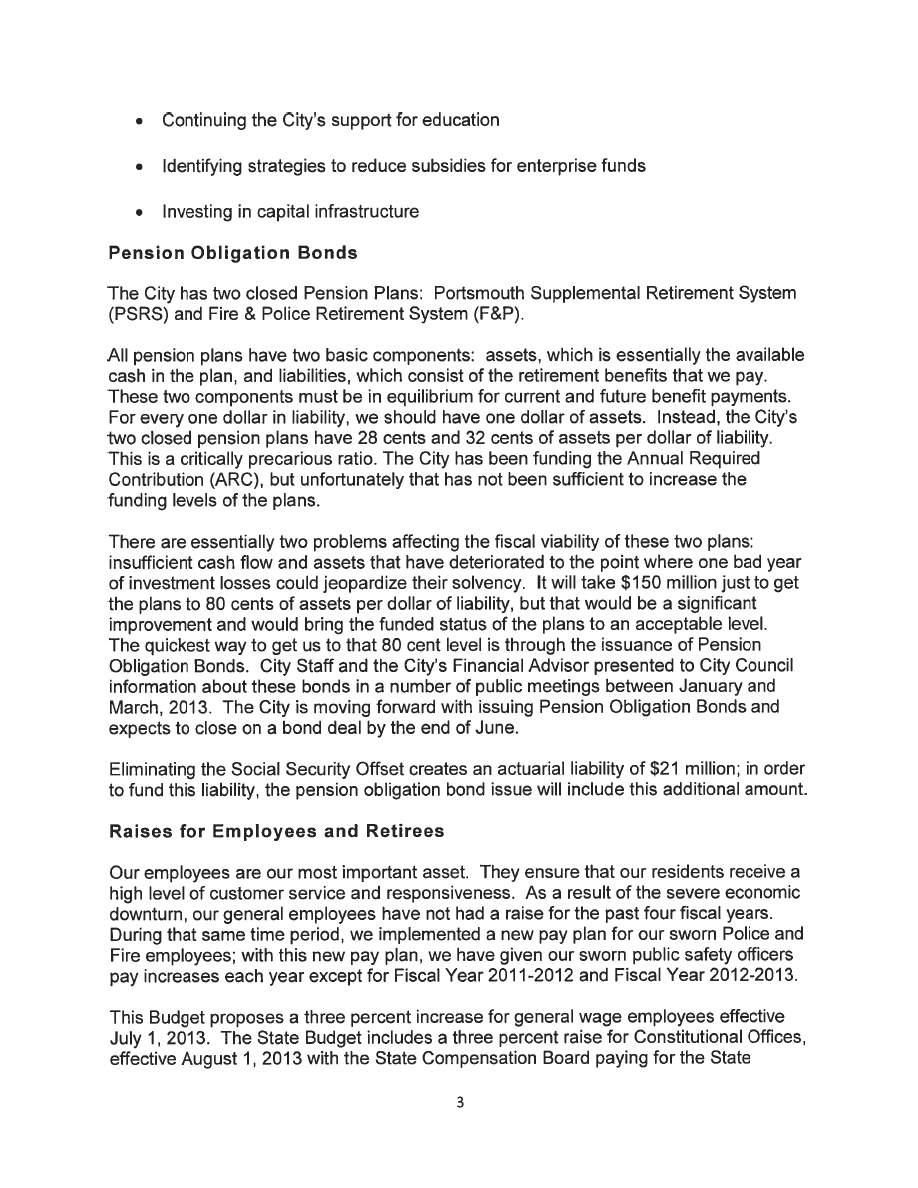 • Continuing the City's support for education
• Identifying strategies to reduce subsidies for enterprise funds
• Investing in capital infrastructure
Pension Obligation Bonds
The City has two closed Pension Plans: Portsmouth Supplemental Retirement System
(PSRS) and Fire & Police Retirement System (F&P).
All pension plans have two basic components: assets, which is essentially the available
cash in the plan, and liabilities, which consist of the retirement benefits that we pay.
These two components must be in equilibrium for current and future benefit payments.
For every one dollar in liability, we should have one dollar of assets. Instead, the City's
two closed pension plans have 28 cents and 32 cents of assets per dollar of liability.
This is a critically precarious ratio. The City has been funding the Annual Required
Contribution (ARC), but unfortunately that has not been sufficient to increase the
funding levels of the plans.
There are essentially two problems affecting the fiscal viability of these two plans:
insufficient cash flow and assets that have deteriorated to the point where one bad year
of investment losses could jeopardize their solvency. It will take $150 million just to get
the plans to 80 cents of assets per dollar of liability, but that would be a significant
improvement and would bring the funded status of the plans to an acceptable level.
The quickest way to get us to that 80 cent level is through the issuance of Pension
Obligation Bonds. City Staff and the City's Financial Advisor presented to City Council
information about these bonds in a number of public meetings between January and
March, 2013. The City is moving forward with issuing Pension Obligation Bonds and
expects to close on a bond deal by the end of June.
Eliminating the Social Security Offset creates an actuarial liability of $21 million; in order
to fund this liability, the pension obligation bond issue will include this additional amount.
Raises for Employees and Retirees
Our employees are our most important asset. They ensure that our residents receive a
high level of customer service and responsiveness. As a result of the severe economic
downturn, our general employees have not had a raise for the past four fiscal years.
During that same time period, we implemented a new pay plan for our sworn Police and
Fire employees; with this new pay plan, we have given our sworn public safety officers
pay increases each year except for Fiscal Year 2011-2012 and Fiscal Year 2012-2013.
This Budget proposes a three percent increase for general wage employees effective
July 1, 2013. The State Budget includes a three percent raise for Constitutional Offices,
effective August 1, 2013 with the State Compensation Board paying for the State
3